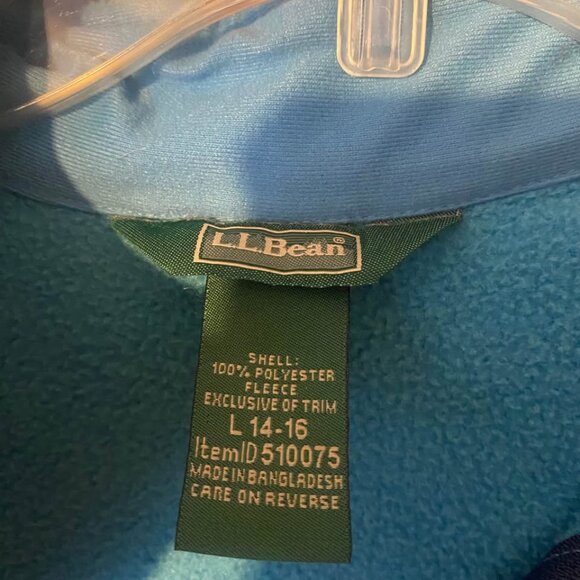 L.L.Bean®
SHELL:
100% POLYESTER
FLEECE
EXCLUSIVE OF TRIM
L 14-16
ItemID 510075
MADE IN BANGLADESH
CARE ON REVERSE